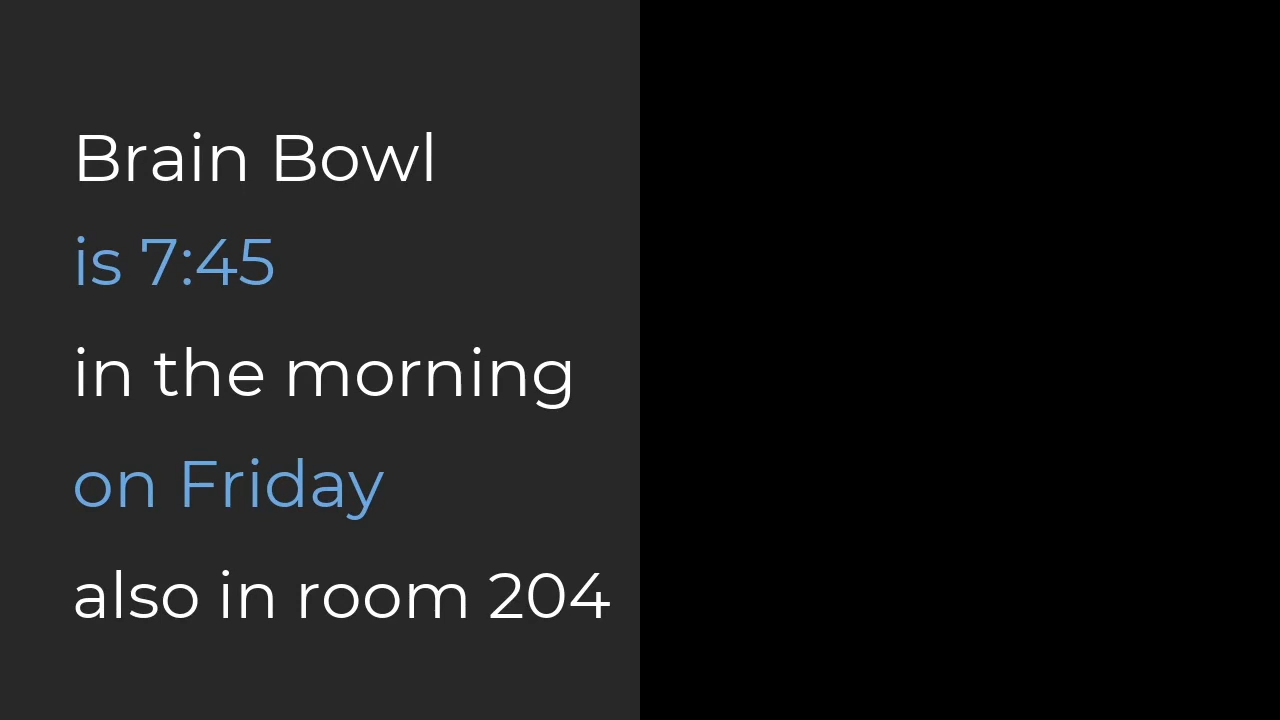 Brain Bowl
is 7:45
in the morning
on Friday
also in room 204